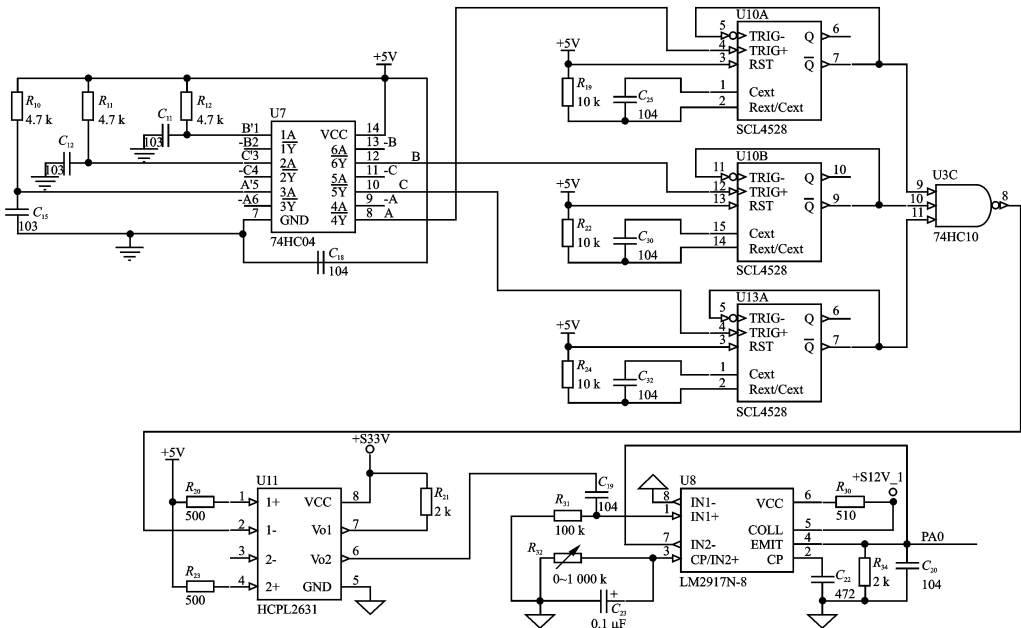 +5V
R10
4.7 k
R11
4.7 k
C11
103
R12
4.7 k
C12
103
C15
103
U7
B'1 1A VCC 14
-B2 1Y 6A 13 -B
C'3 2A 6Y 12 B
-C4 2Y 5A 11 -C
A'5 3A 5Y 10 C
-A6 3Y 4A 9 -A
7 GND 4Y 8 A
74HC04
C18
104
+5V
R19
10 k
C25
104
U10A
5 TRIG- Q 6
4 TRIG+
3 RST Q 7
1 Cext
2 Rext/Cext
SCL4528
+5V
R22
10 k
C30
104
U10B
11 TRIG- Q 10
12 TRIG+
13 RST Q 9
15 Cext
14 Rext/Cext
SCL4528
+5V
R24
10 k
C32
104
U13A
5 TRIG- Q 6
4 TRIG+
3 RST Q 7
1 Cext
2 Rext/Cext
SCL4528
U3C
9
10 8
11
74HC10
+5V
R20
500
R23
500
U11
1 1+ VCC 8
2 1- Vo1 7
3 2- Vo2 6
4 2+ GND 5
HCPL2631
+S33V
R21
2 k
C19
104
R31
100 k
R32
0~1 000 k
+
C23
0.1 μF
U8
8 IN1- VCC 6
1 IN1+ COLL 5
7 IN2- EMIT 4
3 CP/IN2+ CP 2
LM2917N-8
+S12V_1
R30
510
PA0
C22
472
R34
2 k
C20
104